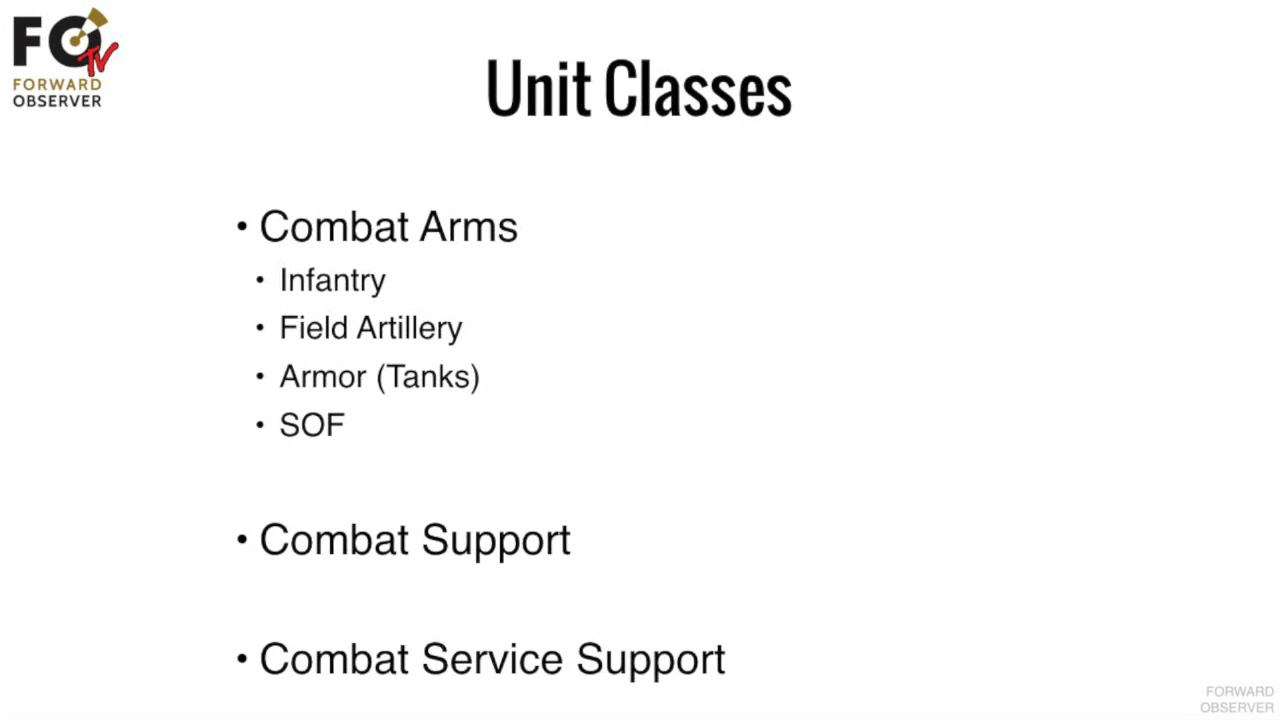 FO TV
FORWARD
OBSERVER
Unit Classes
• Combat Arms
• Infantry
• Field Artillery
• Armor (Tanks)
• SOF
• Combat Support
• Combat Service Support
FORWARD
OBSERVER